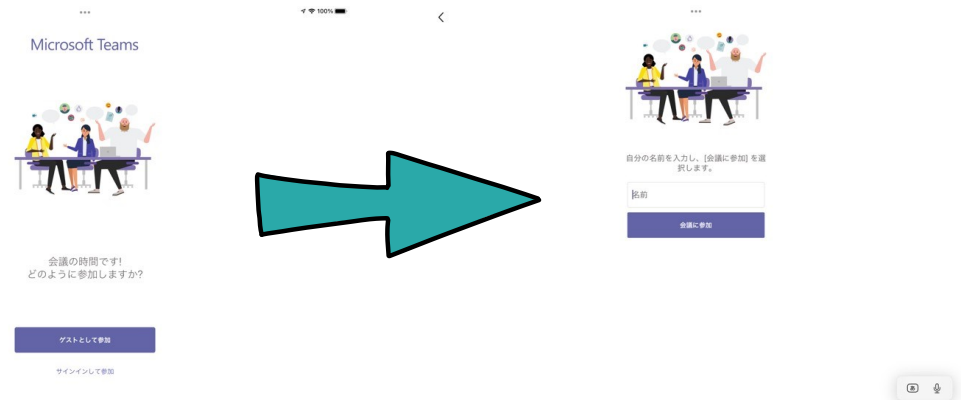 Microsoft Teams
会議の時間です!
どのように参加しますか?
ゲストとして参加
サインインして参加
100%
自分の名前を入力し、[会議に参加] を選
択します。
名前
会議に参加
あ